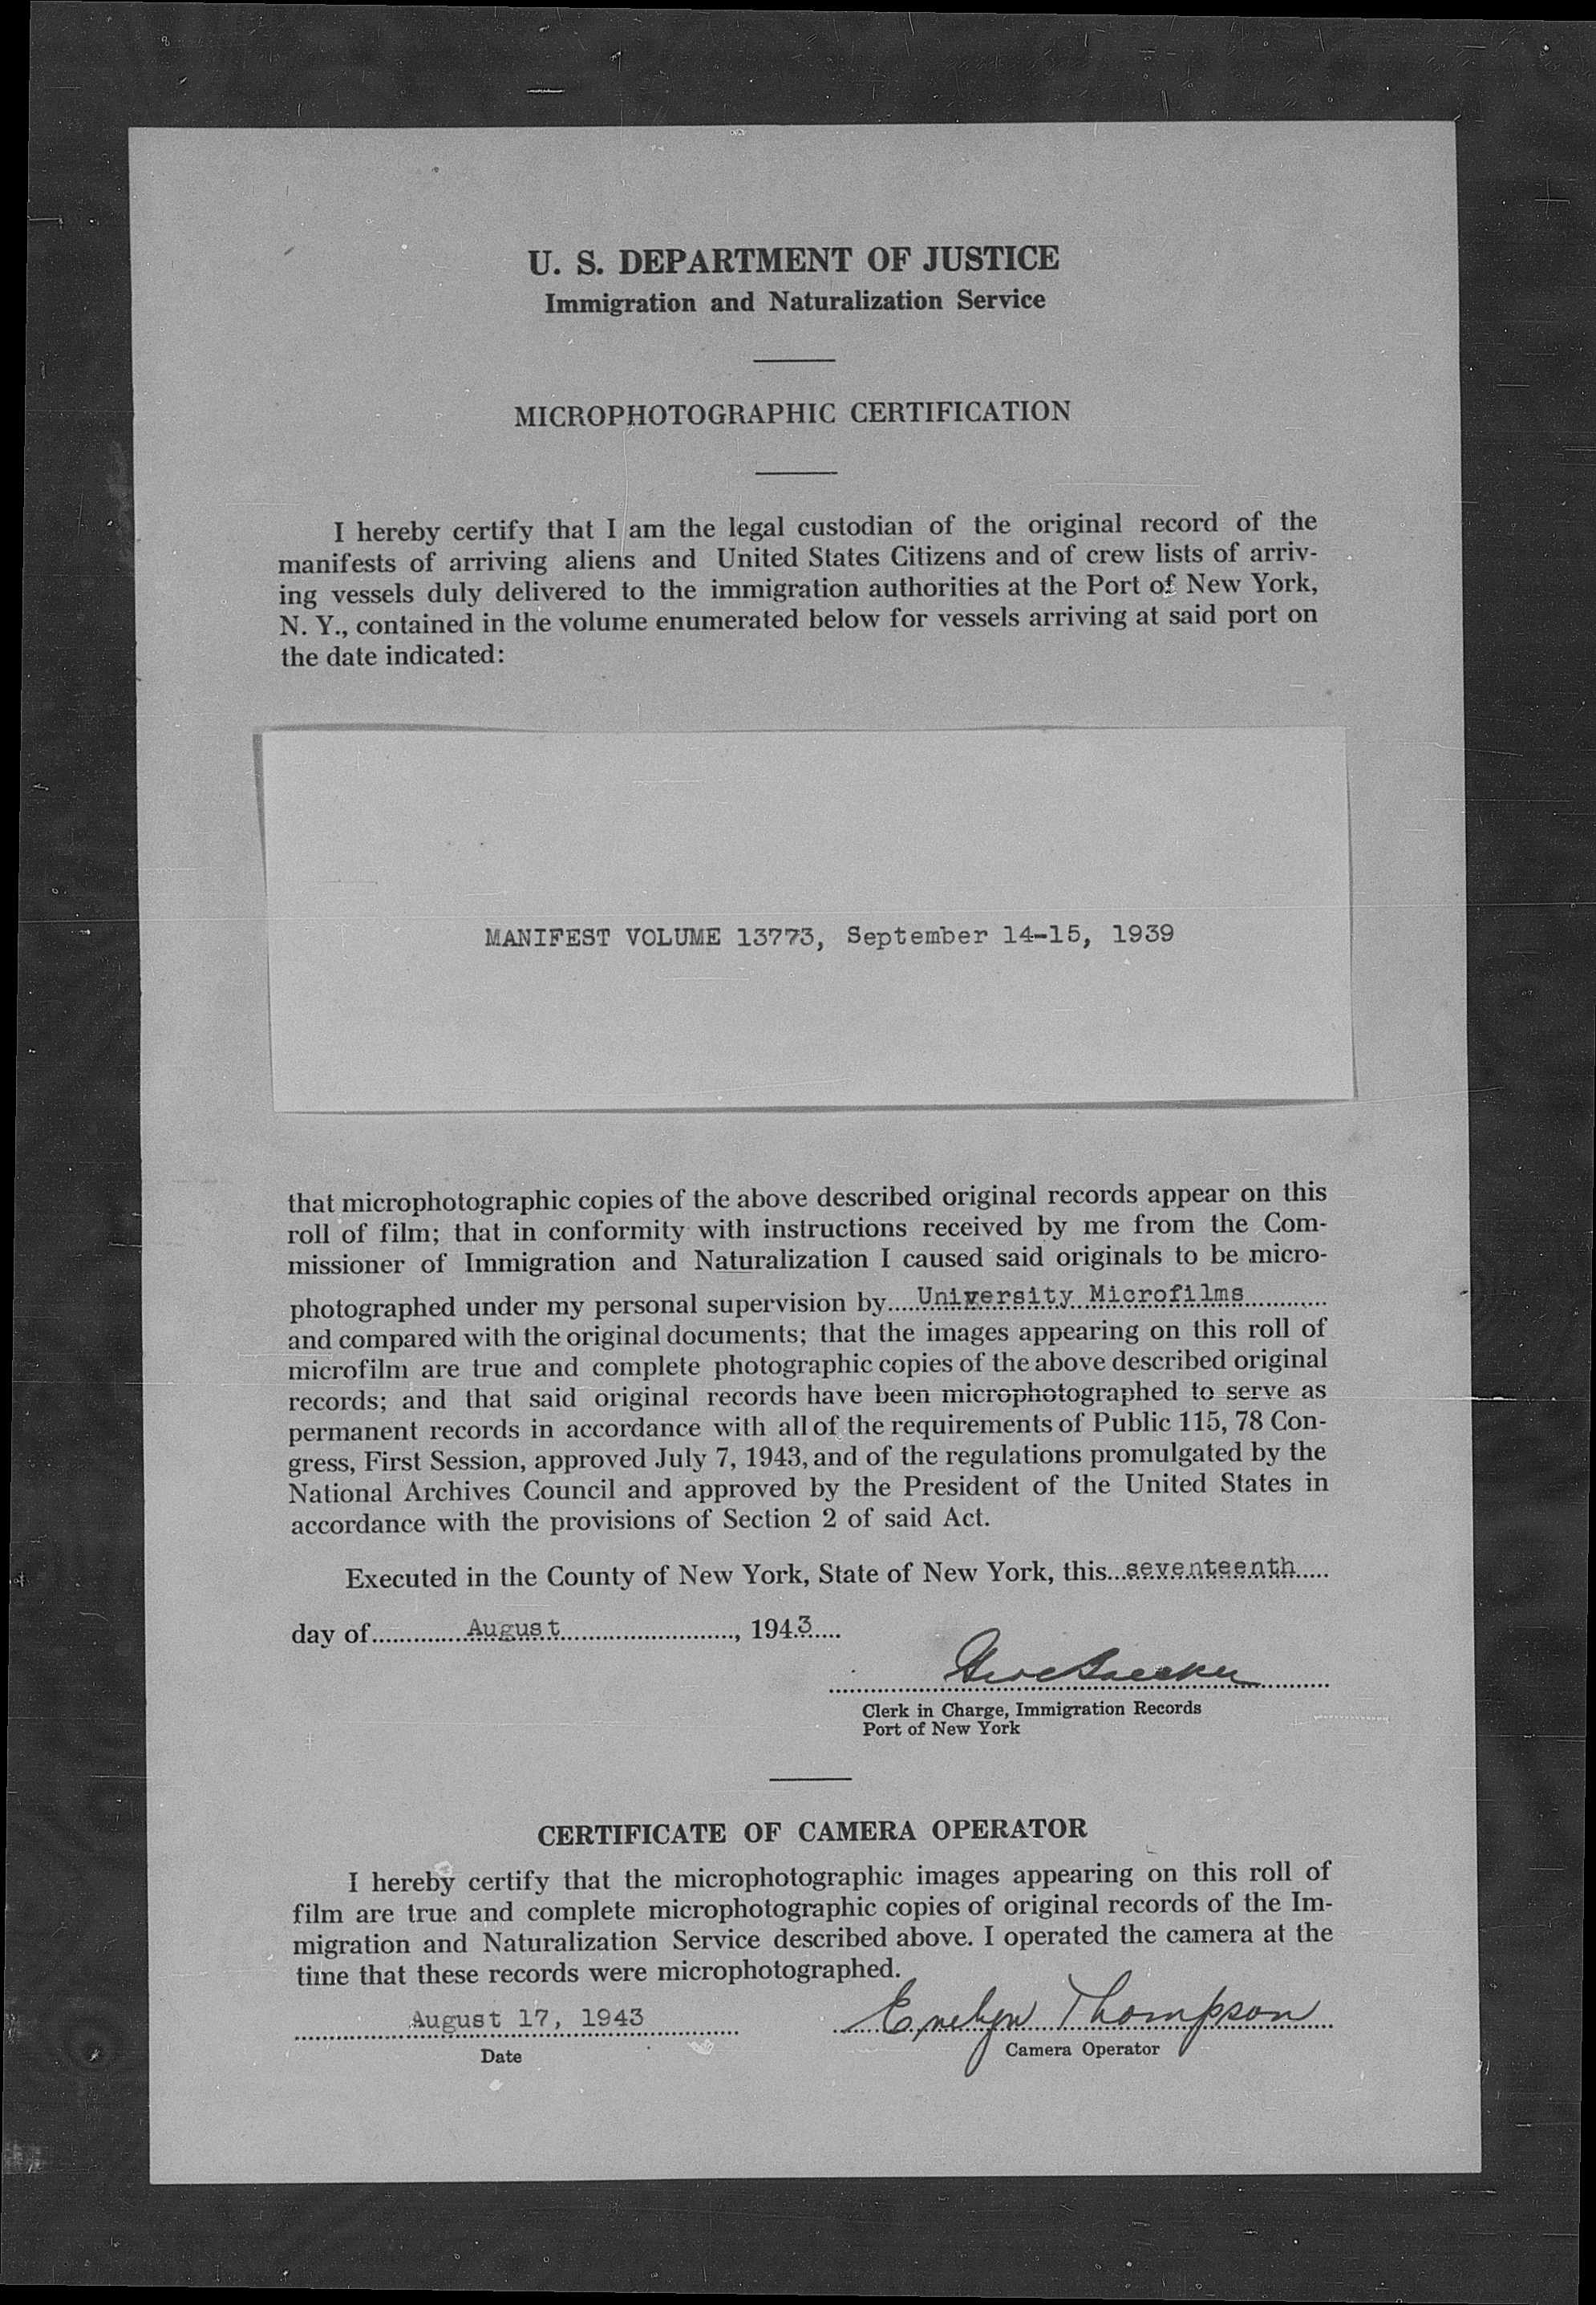 U. S. DEPARTMENT OF JUSTICE
Immigration and Naturalization Service
MICROPHOTOGRAPHIC CERTIFICATION
I hereby certify that I am the legal custodian of the original record of the
manifests of arriving aliens and United States Citizens and of crew lists of arriv-
ing vessels duly delivered to the immigration authorities at the Port of New York,
N. Y., contained in the volume enumerated below for vessels arriving at said port on
the date indicated:
MANIFEST VOLUME 13773, September 14-15, 1939
that microphotographic copies of the above described original records appear on this
roll of film; that in conformity with instructions received by me from the Com-
missioner of Immigration and Naturalization I caused said originals to be micro-
photographed under my personal supervision by University Microfilms
and compared with the original documents; that the images appearing on this roll of
microfilm are true and complete photographic copies of the above described original
records; and that said original records have been microphotographed to serve as
permanent records in accordance with all of the requirements of Public 115, 78 Con-
gress, First Session, approved July 7, 1943, and of the regulations promulgated by the
National Archives Council and approved by the President of the United States in
accordance with the provisions of Section 2 of said Act.
Executed in the County of New York, State of New York, this seventeenth
day of August, 1943
Clerk in Charge, Immigration Records
Port of New York
CERTIFICATE OF CAMERA OPERATOR
I hereby certify that the microphotographic images appearing on this roll of
film are true and complete microphotographic copies of original records of the Im-
migration and Naturalization Service described above. I operated the camera at the
time that these records were microphotographed.
August 17, 1943 Evelyn Thompson
Date Camera Operator